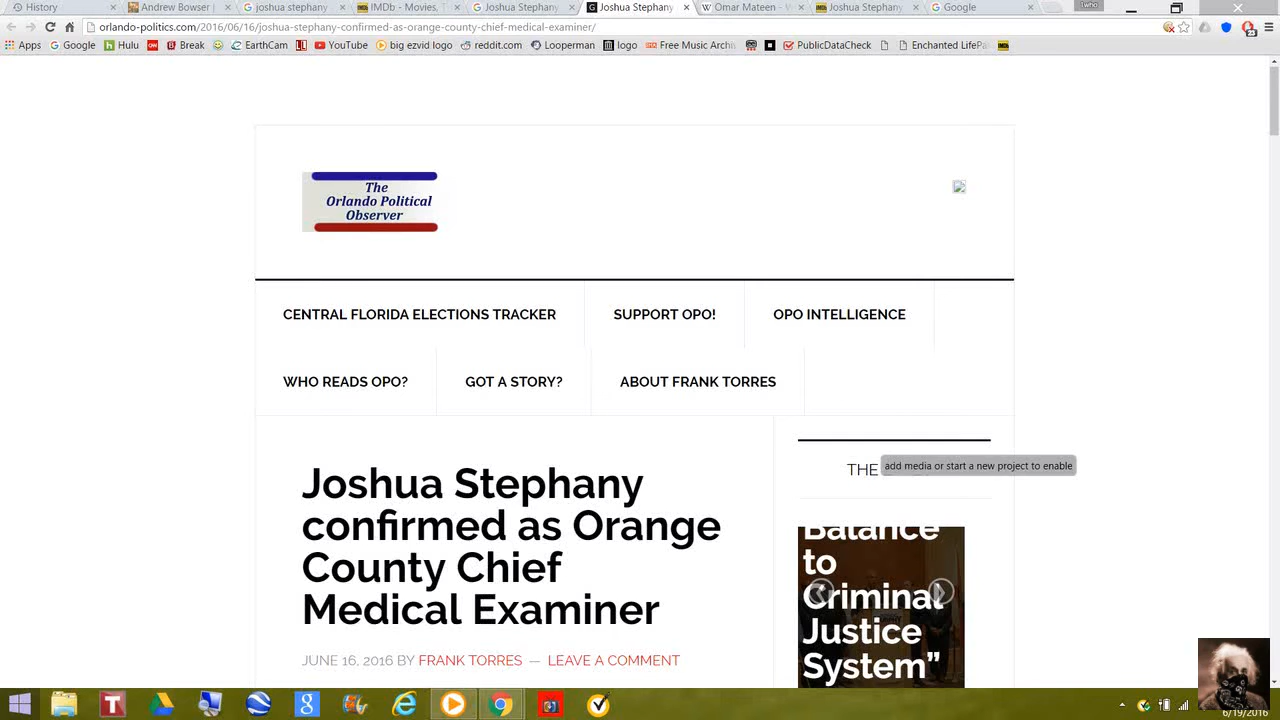 History
Andrew Bowser
joshua stephany
IMDb - Movies, T
Joshua Stephany
Joshua Stephany
Omar Mateen - W
Joshua Stephany
Google
1who
orlando-politics.com/2016/06/16/joshua-stephany-confirmed-as-orange-county-chief-medical-examiner/
Apps
Google
Hulu
Break
EarthCam
YouTube
big ezvid logo
reddit.com
Looperman
logo
Free Music Archiv
PublicDataCheck
Enchanted LifePa
The
Orlando Political
Observer
CENTRAL FLORIDA ELECTIONS TRACKER
SUPPORT OPO!
OPO INTELLIGENCE
WHO READS OPO?
GOT A STORY?
ABOUT FRANK TORRES
Joshua Stephany
confirmed as Orange
County Chief
Medical Examiner
JUNE 16, 2016 BY FRANK TORRES — LEAVE A COMMENT
THE
add media or start a new project to enable
Balance
to
Criminal
Justice
System”
6/19/2016